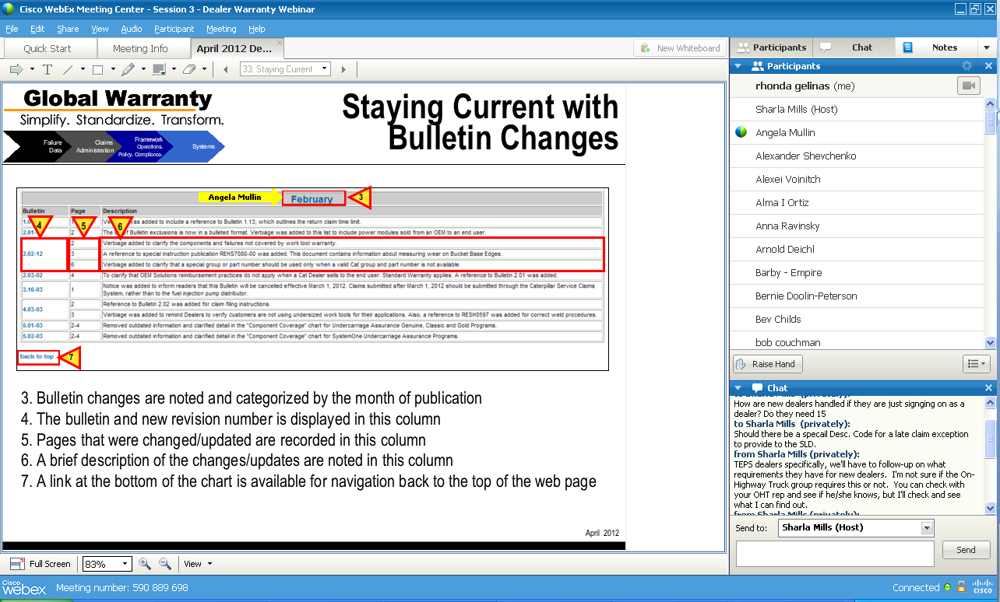 Cisco WebEx Meeting Center - Session 3 - Dealer Warranty Webinar
File Edit Share View Audio Participant Meeting Help
Quick Start Meeting Info April 2012 De... New Whiteboard
33: Staying Current
Global Warranty
Simplify. Standardize. Transform.
Failure Data
Claims Administration
Framework Operations. Policy. Compliance.
Systems
Staying Current with
Bulletin Changes
Angela Mullin February 3
Bulletin Page Description
4 5 6
was added to include a reference to Bulletin 1.13; which outlines the return claim time limit.
2.01- 2 The of Bulletin exclusions is now in a bulleted format. Verbiage was added to this list to include power modules sold from an OEM to an end user.
2.02-12
2 Verbiage added to clarify the components and failures not covered by work tool warranty.
3 A reference to special instruction publication REHS7080-00 was added. This document contains information about measuring wear on Bucket Base Edges.
6 Verbiage added to clarify that a special group or part number should be used only when a valid Cat group and part number is not available.
2.03-02 4 To clarify that OEM Solutions reimbursement practices do not apply when a Cat Dealer sells to the end user. Standard Warranty applies. A reference to Bulletin 2.01 was added.
3.16-03 1 Notice was added to inform readers that this Bulletin will be cancelled effective March 1, 2012. Claims submitted after March 1, 2012 should be submitted through the Caterpillar Service Claims
System, rather than to the fuel injection pump distributor.
4.03-03
2 Reference to Bulletin 2.02 was added for claim filing instructions.
3 Verbiage was added to remind Dealers to verify customers are not using undersized work tools for their applications. Also, a reference to RESH0597 was added for correct weld procedures.
5.01-03 2-4 Removed outdated information and clarified detail in the "Component Coverage" chart for Undercarriage Assurance Genuine, Classic and Gold Programs.
5.02-03 2-4 Removed outdated information and clarified detail in the "Component Coverage" chart for SystemOne Undercarriage Assurance Programs.
back to top 7
3. Bulletin changes are noted and categorized by the month of publication
4. The bulletin and new revision number is displayed in this column
5. Pages that were changed/updated are recorded in this column
6. A brief description of the changes/updates are noted in this column
7. A link at the bottom of the chart is available for navigation back to the top of the web page
April 2012
Full Screen 83% View
Participants Chat Notes
Participants
rhonda gelinas (me)
Sharla Mills (Host)
Angela Mullin
Alexander Shevchenko
Alexei Voinitch
Alma I Ortiz
Anna Ravinsky
Arnold Deichl
Barby - Empire
Benny Dodlin-Peterson
Bev Childs
bob couchman
Raise Hand
Chat
to Sharla Mills (privately):
How are new dealers handled if they are just signging on as a
dealer? Do they need 15
to Sharla Mills (privately):
Should there be a specail Desc. Code for a late claim exception
to provide to the SLD.
from Sharla Mills (privately):
TEPS dealers specifically, we'll have to follow-up on what
requirements they have for new dealers. I'm not sure if the On-
Highway Truck group requires this or not. You can check with
your OHT rep and see if he/she knows, but I'll check and see
what I can find out.
from Sharla Mills (privately):
Send to: Sharla Mills (Host)
Send
Cisco webex Meeting number: 590 889 698
Connected cisco